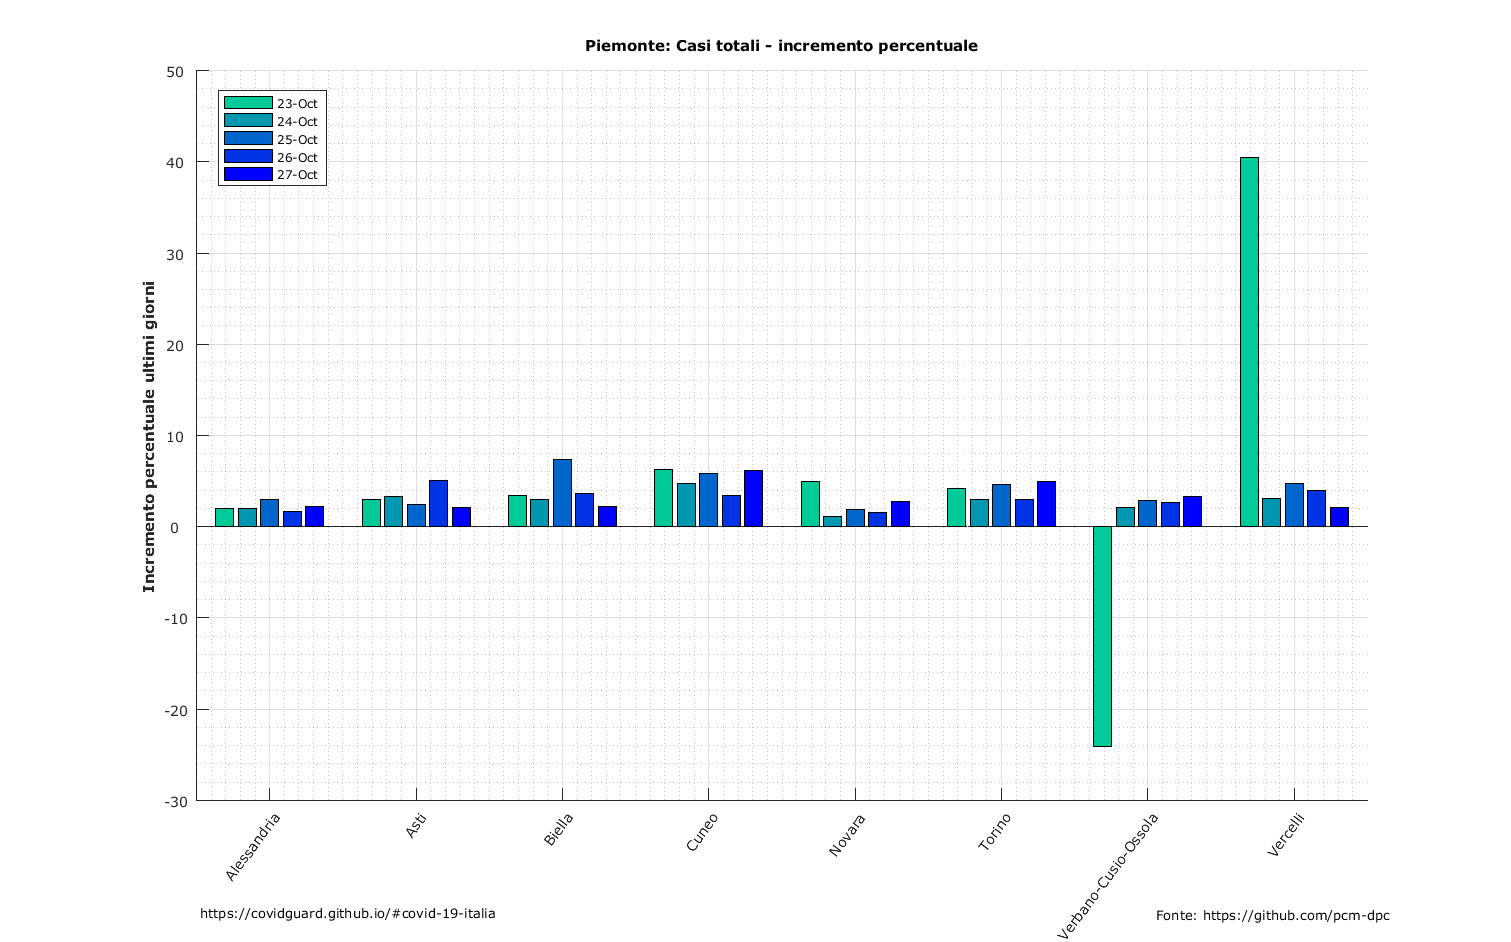 Piemonte: Casi totali - incremento percentuale
Incremento percentuale ultimi giorni
50
40
30
20
10
0
-10
-20
-30
23-Oct
24-Oct
25-Oct
26-Oct
27-Oct
Alessandria
Asti
Biella
Cuneo
Novara
Torino
Verbano-Cusio-Ossola
Vercelli
https://covidguard.github.io/#covid-19-italia
Fonte: https://github.com/pcm-dpc